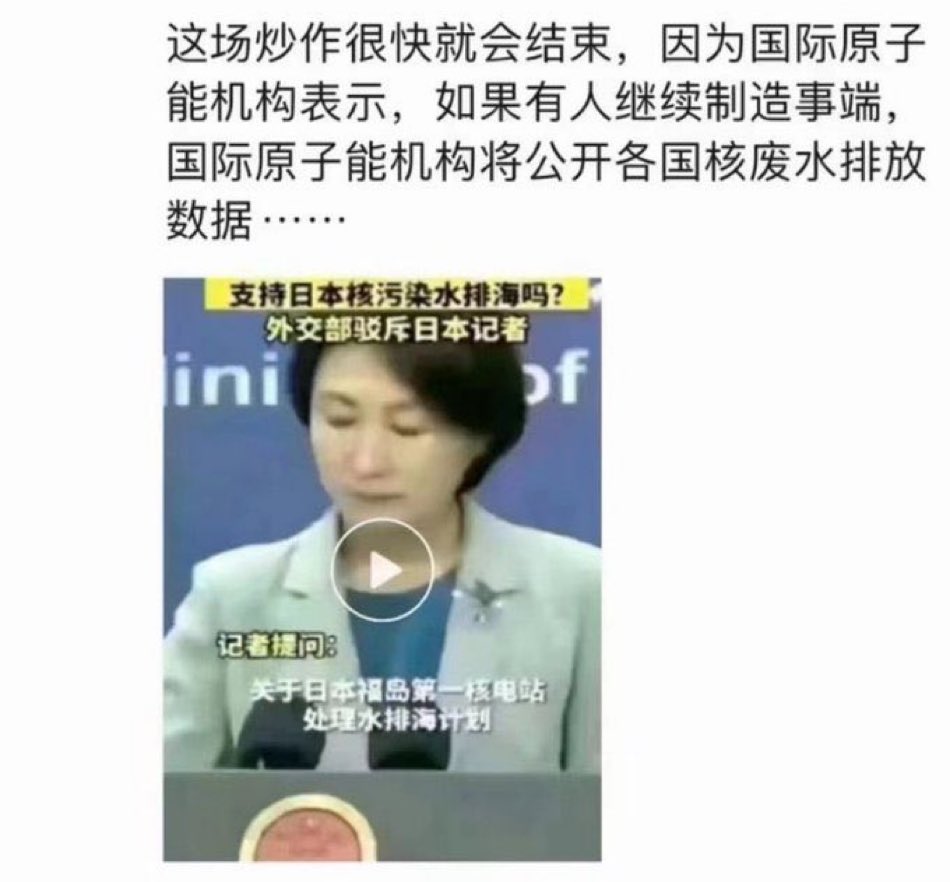 这场炒作很快就会结束，因为国际原子
能机构表示，如果有人继续制造事端，
国际原子能机构将公开各国核废水排放
数据⋯⋯
支持日本核污染水排海吗？
外交部驳斥日本记者
lini of
记者提问：
关于日本福岛第一核电站
处理水排海计划